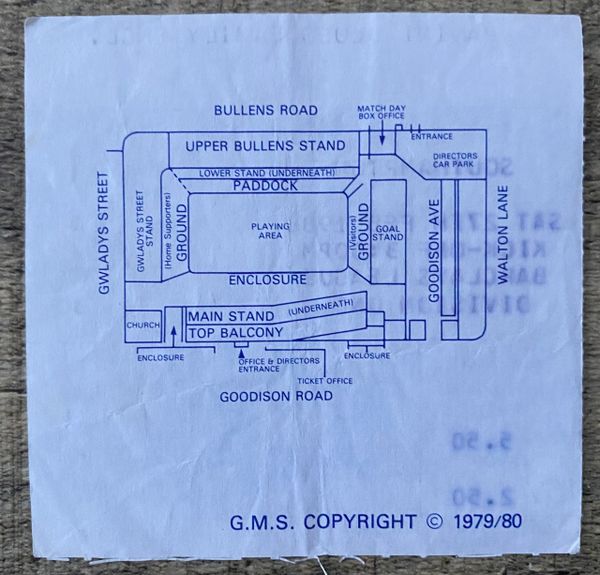 BULLENS ROAD
MATCH DAY
BOX OFFICE
ENTRANCE
UPPER BULLENS STAND
DIRECTORS
CAR PARK
LOWER STAND (UNDERNEATH)
PADDOCK
GWLADYS STREET
GWLADYS STREET
STAND
(Home Supporters)
GROUND
PLAYING
AREA
(Visitors)
GROUND
GOAL
STAND
GOODISON AVE
WALTON LANE
ENCLOSURE
MAIN STAND
(UNDERNEATH)
TOP BALCONY
CHURCH
ENCLOSURE
OFFICE & DIRECTORS
ENTRANCE
ENCLOSURE
TICKET OFFICE
GOODISON ROAD
5.50
2.50
G.M.S. COPYRIGHT © 1979/80